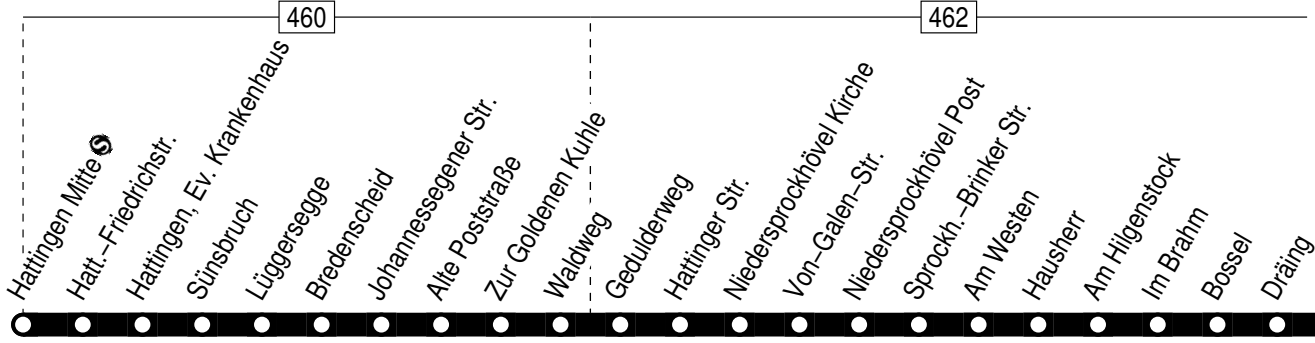 460
462
Hattingen Mitte S
Hatt.–Friedrichstr.
Hattingen, Ev. Krankenhaus
Sünsbruch
Lüggersegge
Bredenscheid
Johannessegener Str.
Alte Poststraße
Zur Goldenen Kuhle
Waldweg
Gedulderweg
Hattinger Str.
Niedersprockhövel Kirche
Von–Galen–Str.
Niedersprockhövel Post
Sprockh.–Brinker Str.
Am Westen
Hausherr
Am Hilgenstock
Im Brahm
Bossel
Dräing